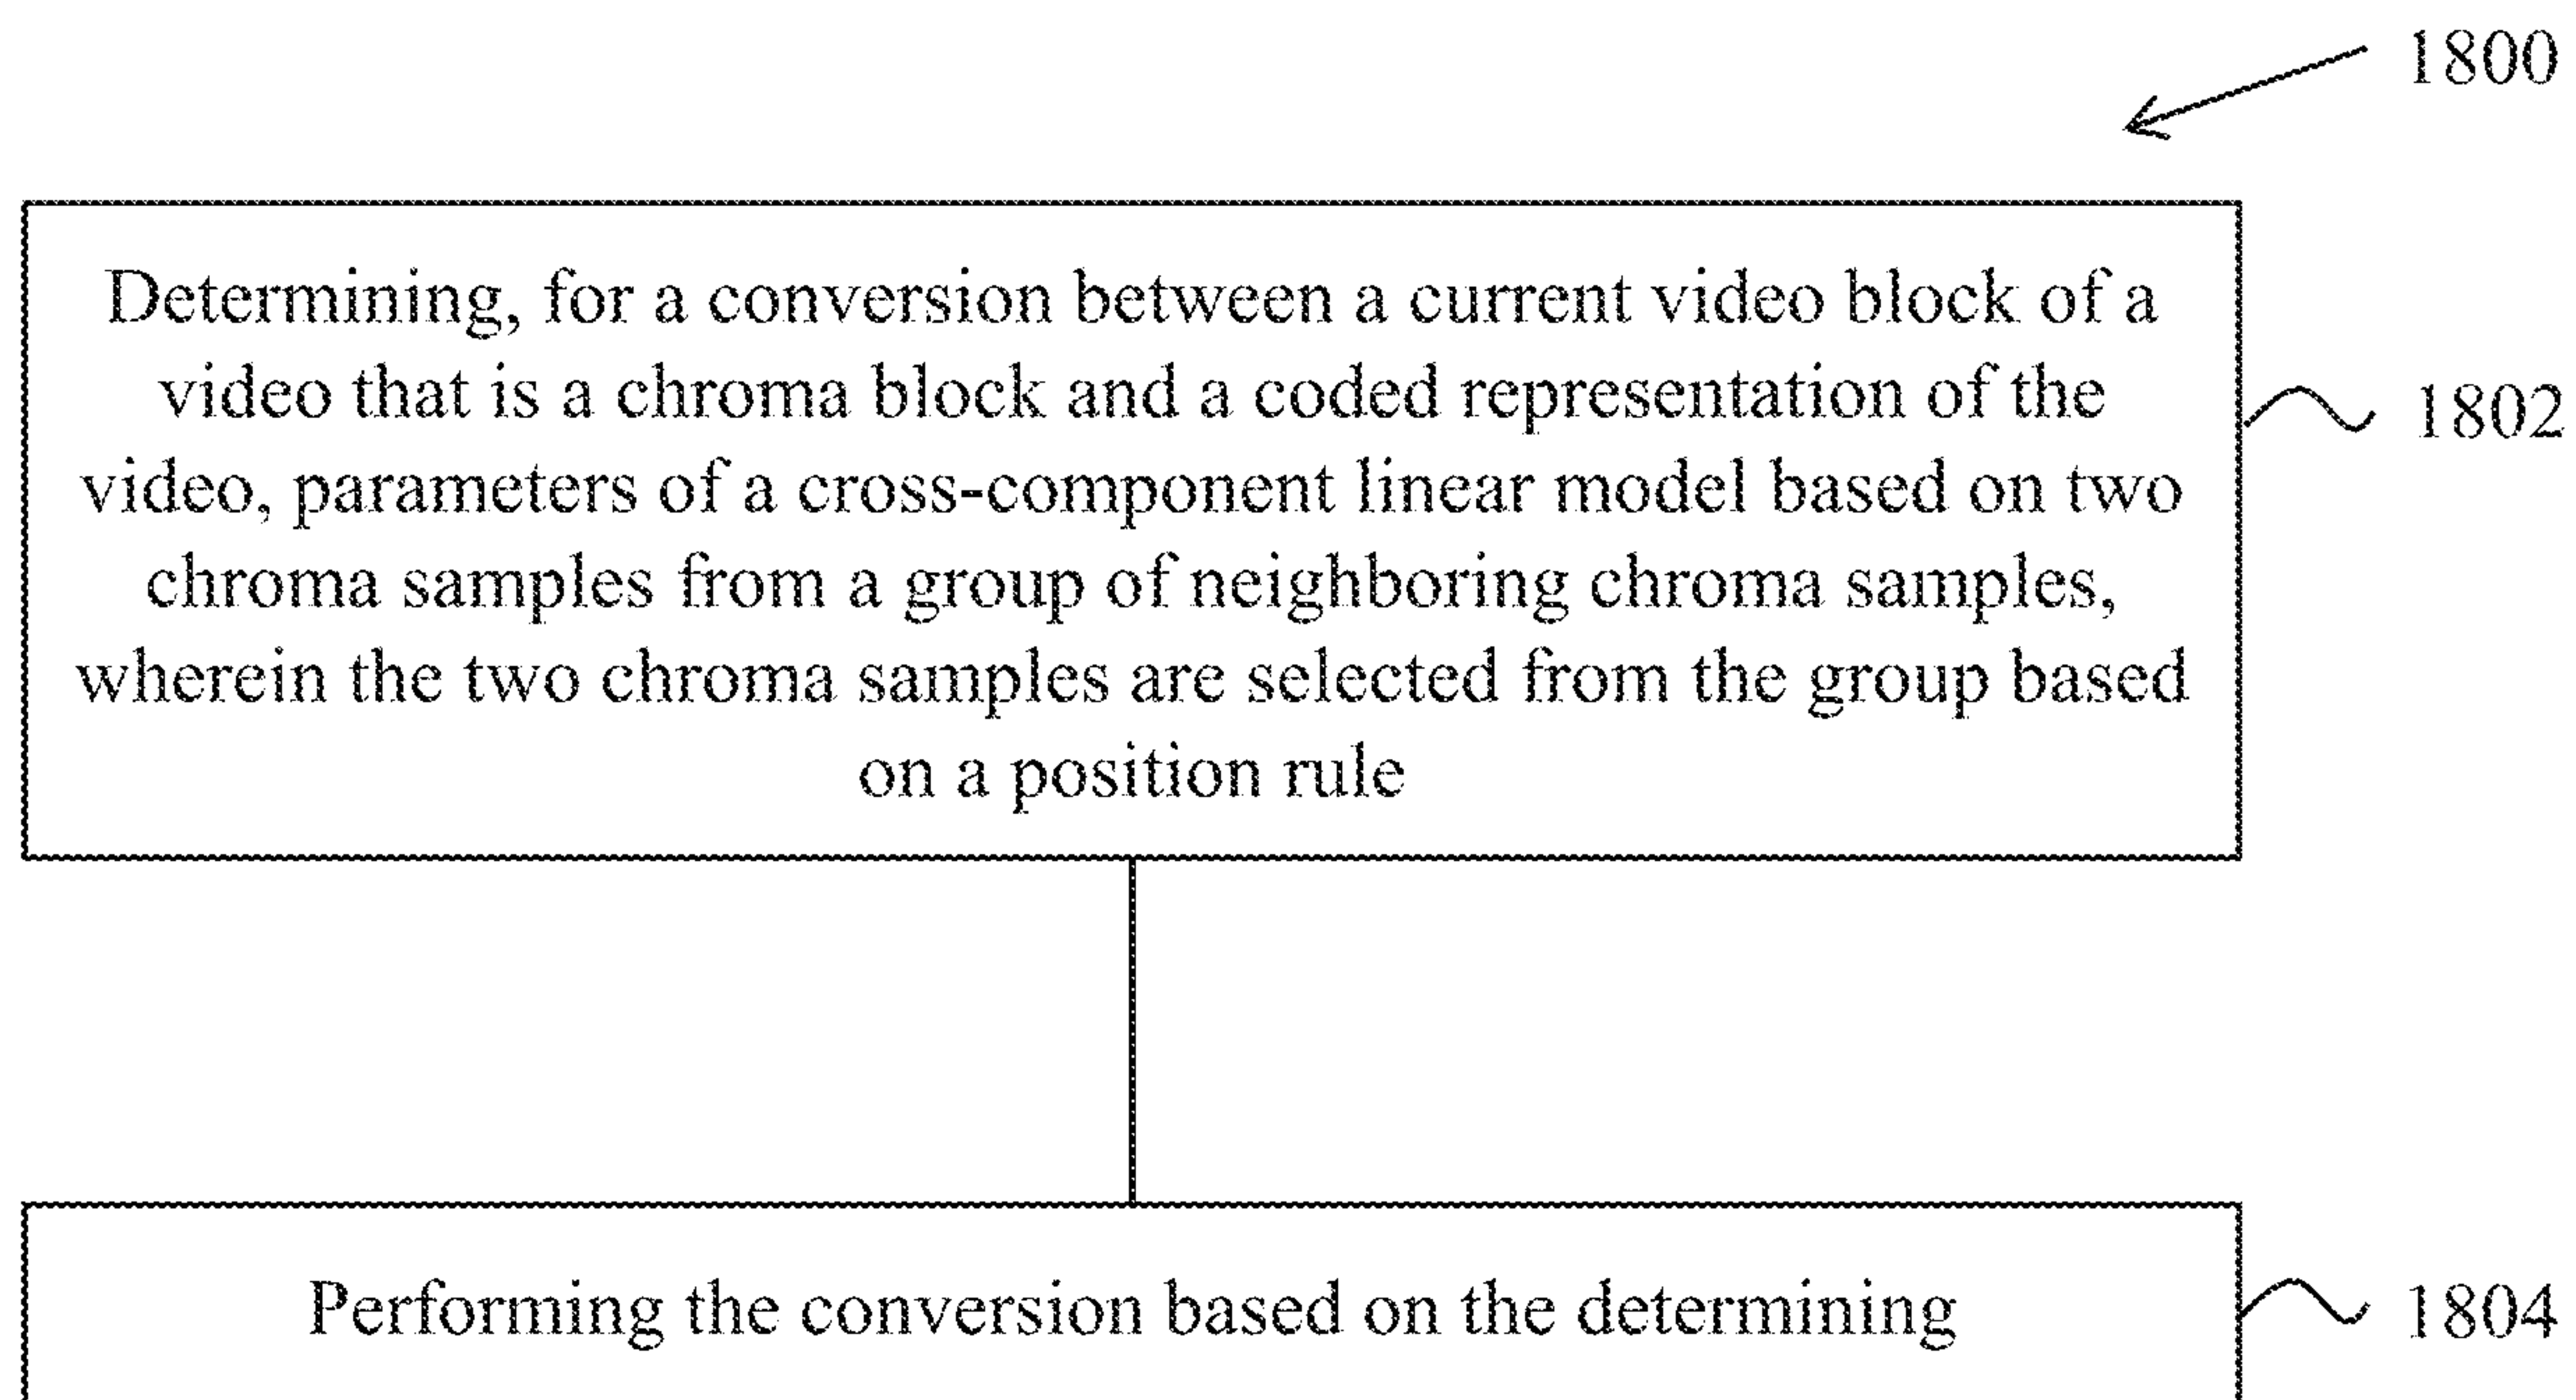 1800
Determining, for a conversion between a current video block of a
video that is a chroma block and a coded representation of the
video, parameters of a cross-component linear model based on two
chroma samples from a group of neighboring chroma samples,
wherein the two chroma samples are selected from the group based
on a position rule
1802
Performing the conversion based on the determining
1804